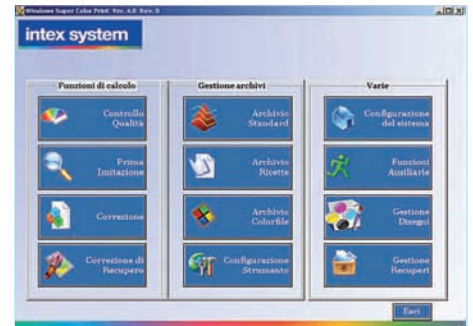 Windows Super Color Print Ver. 4.0 Rev. D
intex system
Funzioni di calcolo
Controllo
Qualità
Prima
Imitazione
Correzione
Correzione di
Recupero
Gestione archivi
Archivio
Standard
Archivio
Ricette
Archivio
Colorfile
Configurazione
Strumento
Varie
Configurazione
del sistema
Funzioni
Ausiliarie
Gestione
Disegni
Gestione
Recuperi
Esci